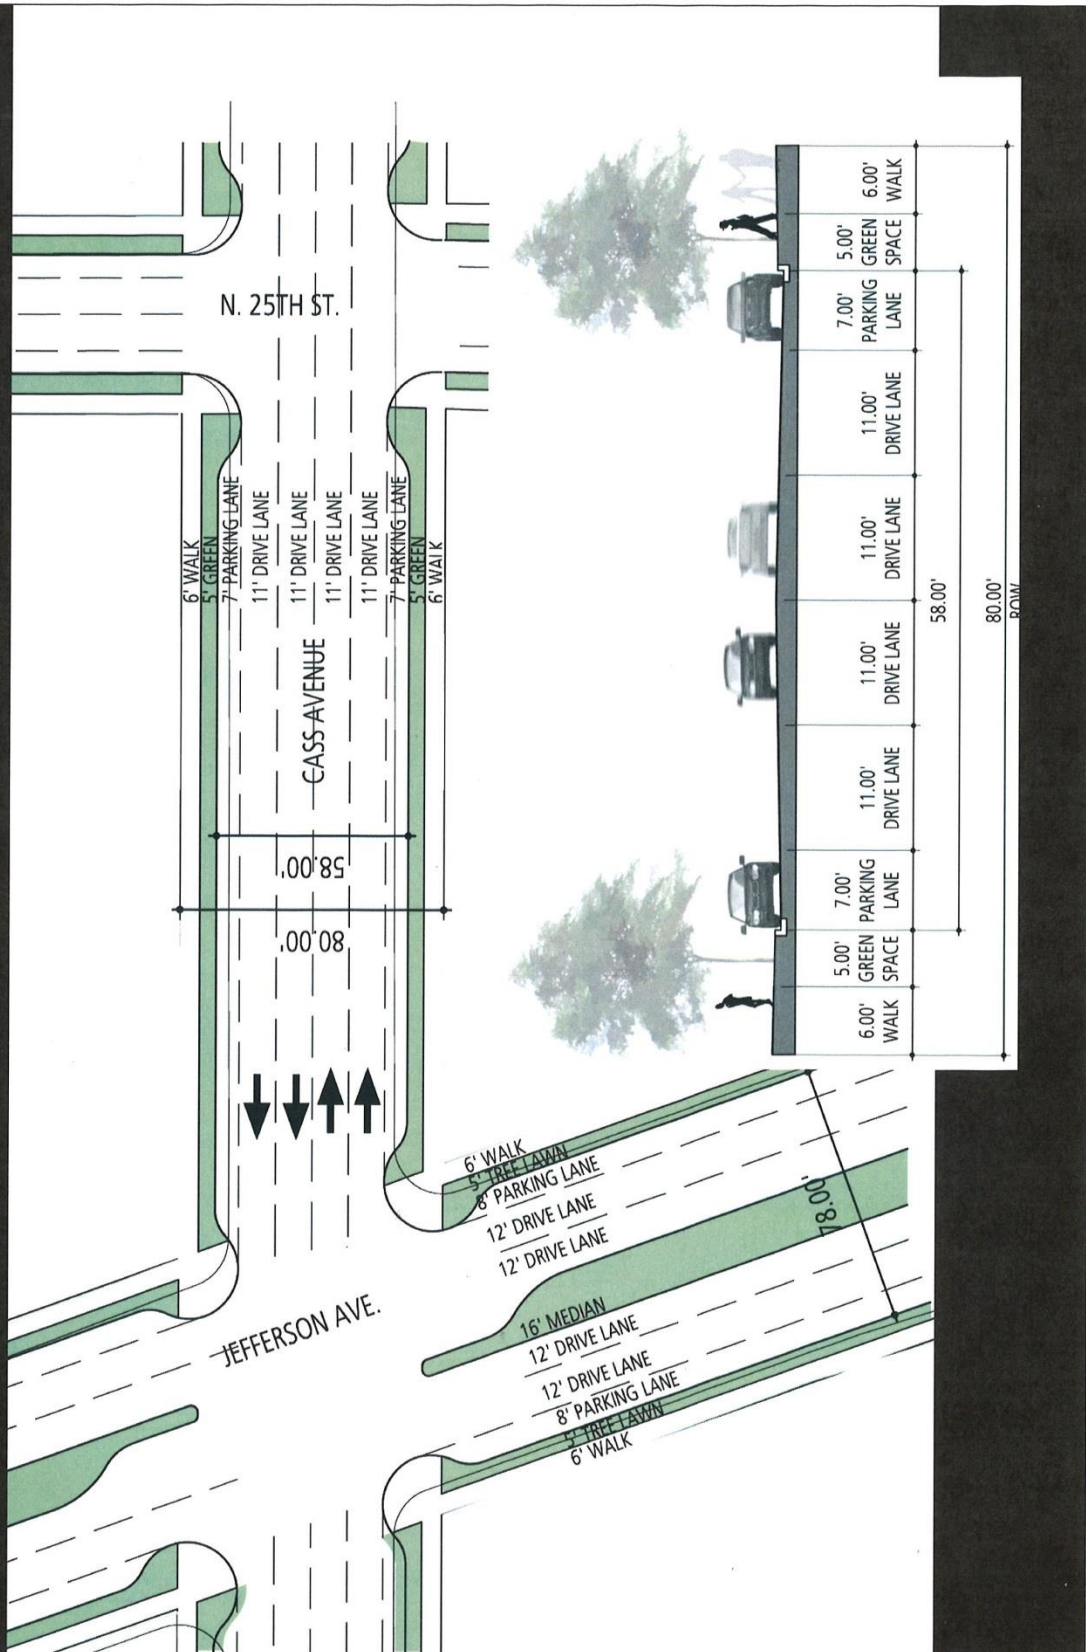 N. 25TH ST.
6' WALK
5' GREEN
7' PARKING LANE
11' DRIVE LANE
11' DRIVE LANE
11' DRIVE LANE
11' DRIVE LANE
7' PARKING LANE
5' GREEN
6' WALK
CASS AVENUE
58.00'
80.00'
JEFFERSON AVE.
6' WALK
5' TREE LAWN
8' PARKING LANE
12' DRIVE LANE
12' DRIVE LANE
16' MEDIAN
12' DRIVE LANE
12' DRIVE LANE
8' PARKING LANE
5' TREE LAWN
6' WALK
78.00'
6.00'
WALK
5.00'
GREEN
SPACE
7.00'
PARKING
LANE
11.00'
DRIVE LANE
11.00'
DRIVE LANE
11.00'
DRIVE LANE
11.00'
DRIVE LANE
7.00'
PARKING
LANE
5.00'
GREEN
SPACE
6.00'
WALK
58.00'
80.00'
ROW